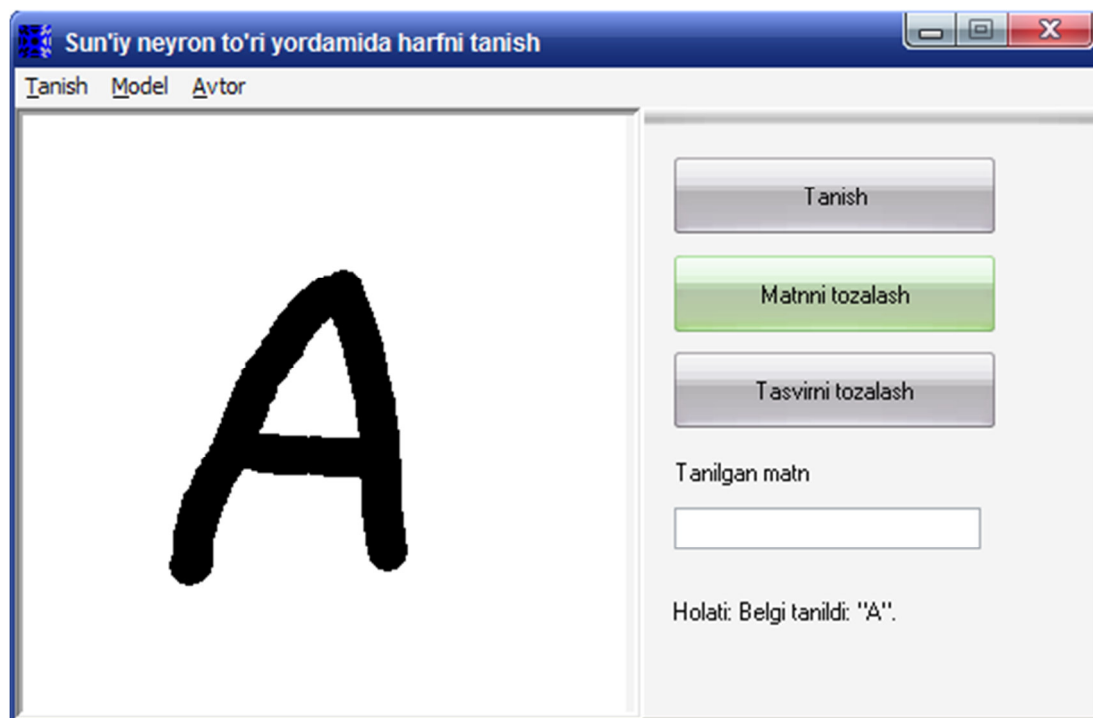 Sun'iy neyron to'ri yordamida harfni tanish
Tanish Model Avtor
A
Tanish
Matnni tozalash
Tasvirni tozalash
Tanilgan matn
Holati: Belgi tanildi: "A".